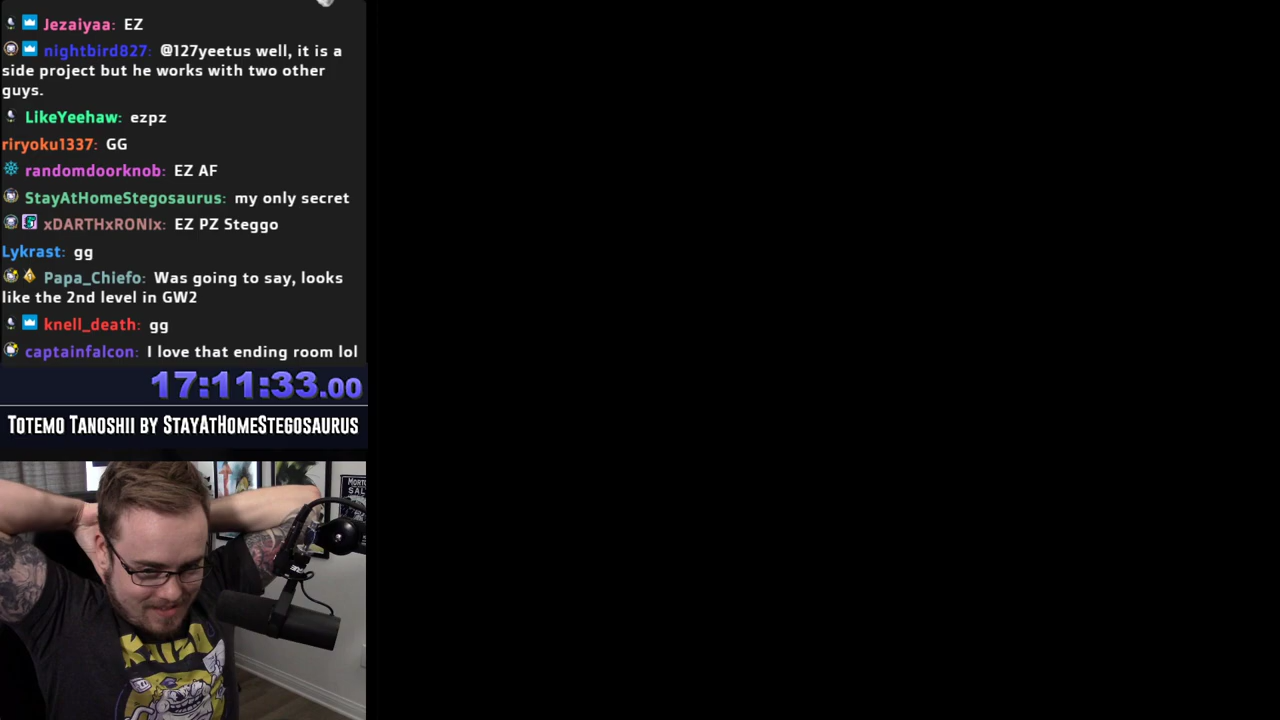 Jezaiyaa: EZ
nightbird827: @127yeetus well, it is a
side project but he works with two other
guys.
LikeYeehaw: ezpz
riryoku1337: GG
randomdoorknob: EZ AF
StayAtHomeStegosaurus: my only secret
xDARTHxRONIx: EZ PZ Steggo
Lykrast: gg
Papa_Chiefo: Was going to say, looks
like the 2nd level in GW2
knell_death: gg
captainfalcon: I love that ending room lol
17:11:33.00
TOTEMO TANOSHII BY STAYATHOMESTEGOSAURUS
KAIZO